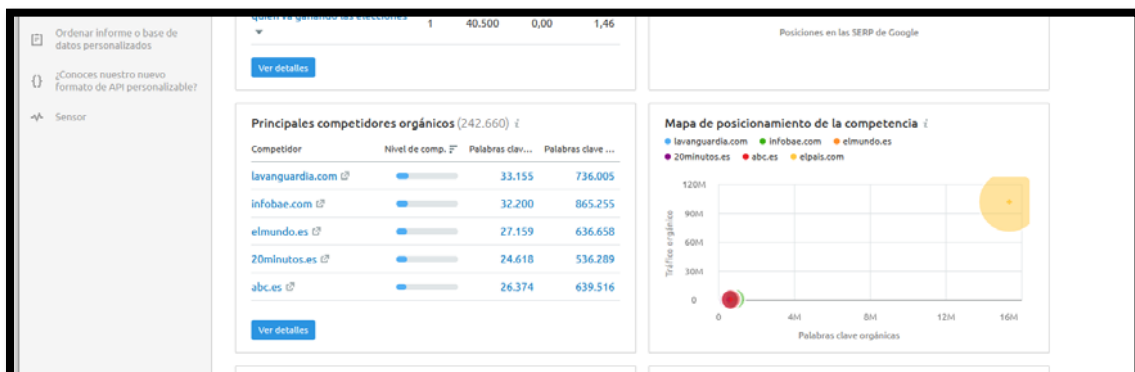 Ordenar informe o base de
datos personalizados
{} ¿Conoces nuestro nuevo
formato de API personalizable?
Sensor
quien va ganando las elecciones
1 40.500 0,00 1,46
Ver detalles
Posiciones en las SERP de Google
Principales competidores orgánicos (242.660) i
Competidor Nivel de comp. Palabras clav... Palabras clave ...
lavanguardia.com 33.155 736.005
infobae.com 32.200 865.255
elmundo.es 27.159 636.658
20minutos.es 24.618 536.289
abc.es 26.374 639.516
Ver detalles
Mapa de posicionamiento de la competencia i
lavanguardia.com infobae.com elmundo.es
20minutos.es abc.es elpais.com
Tráfico orgánico
120M
90M
60M
30M
0
0 4M 8M 12M 16M
Palabras clave orgánicas